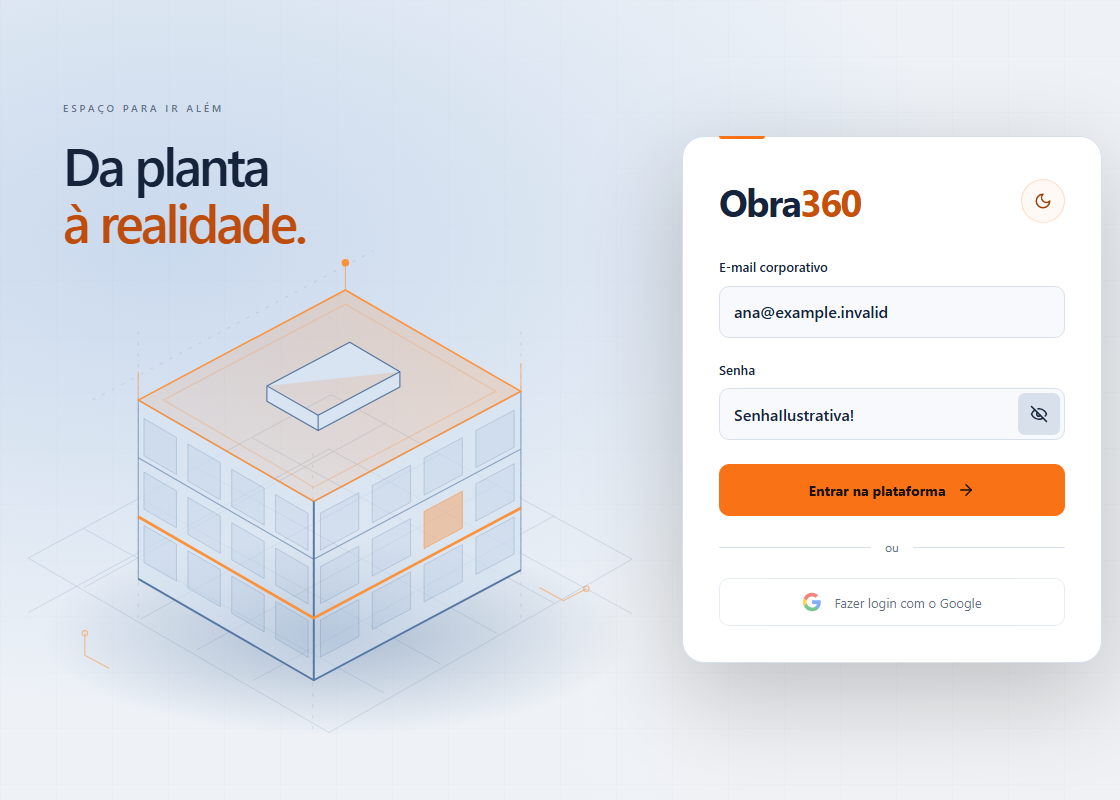 ESPAÇO PARA IR ALÉM
Da planta
à realidade.
Obra360
E-mail corporativo
ana@example.invalid
Senha
SenhaIlustrativa!
Entrar na plataforma
ou
Fazer login com o Google